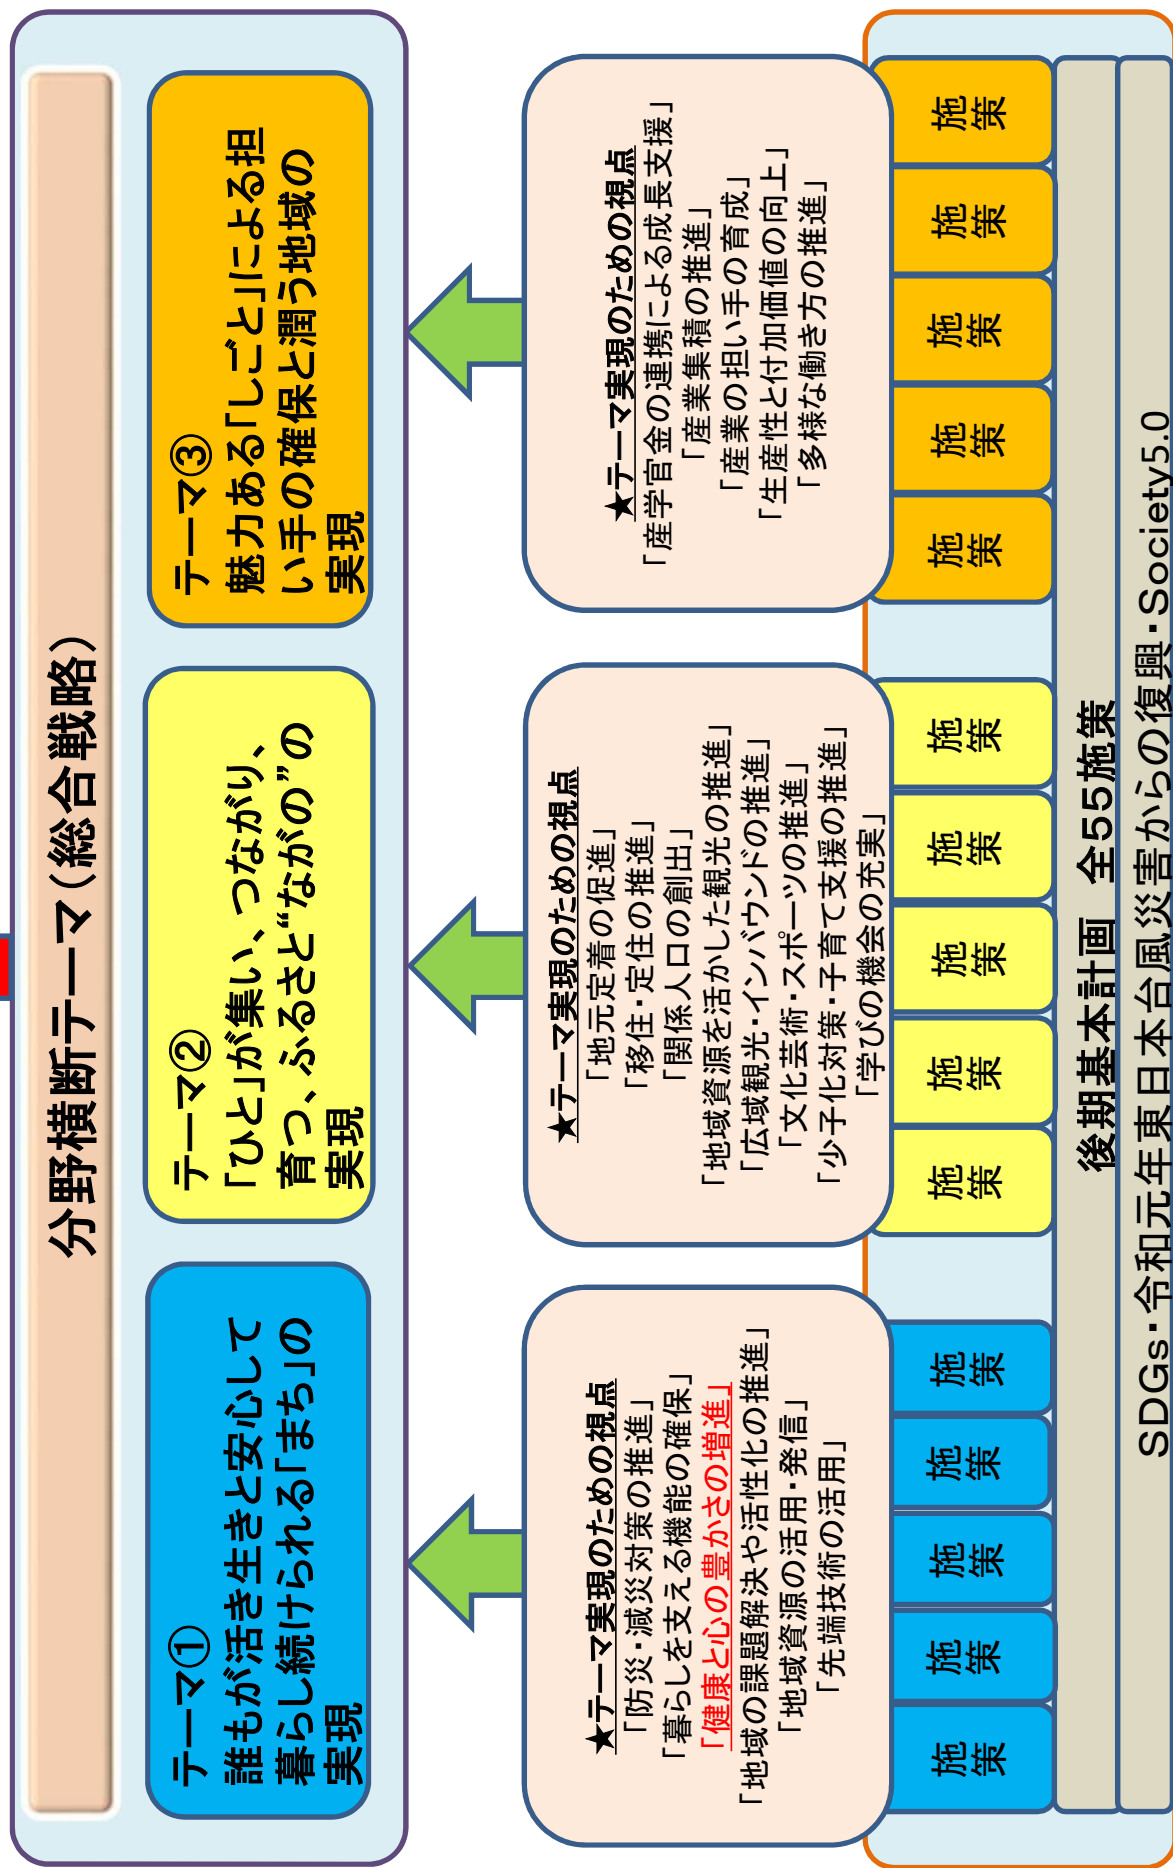 分野横断テーマ(総合戦略)
テーマ①
誰もが活き生きと安心して
暮らし続けられる「まち」の
実現
テーマ②
「ひと」が集い、つながり、
育つ、ふるさと“ながの”の
実現
テーマ③
魅力ある「しごと」による担
い手の確保と潤う地域の
実現
★テーマ実現のための視点
「防災・減災対策の推進」
「暮らしを支える機能の確保」
「健康と心の豊かさの増進」
「地域の課題解決や活性化の推進」
「地域資源の活用・発信」
「先端技術の活用」
★テーマ実現のための視点
「地元定着の促進」
「移住・定住の推進」
「関係人口の創出」
「地域資源を活かした観光の推進」
「広域観光・インバウンドの推進」
「文化芸術・スポーツの推進」
「少子化対策・子育て支援の推進」
「学びの機会の充実」
★テーマ実現のための視点
「産学官金の連携による成長支援」
「産業集積の推進」
「産業の担い手の育成」
「生産性と付加価値の向上」
「多様な働き方の推進」
施
策
施
策
施
策
施
策
施
策
施
策
施
策
施
策
施
策
施
策
施
策
施
策
施
策
施
策
施
策
後期基本計画 全55施策
SDGs・令和元年東日本台風災害からの復興・Society5.0